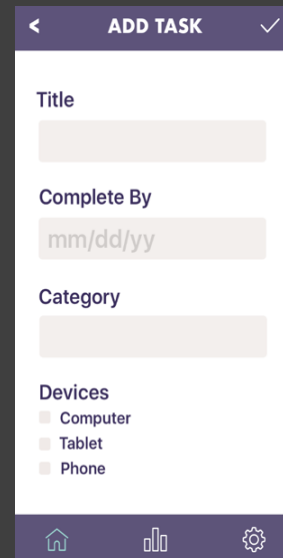 ADD TASK
Title
Complete By
mm/dd/yy
Category
Devices
Computer
Tablet
Phone